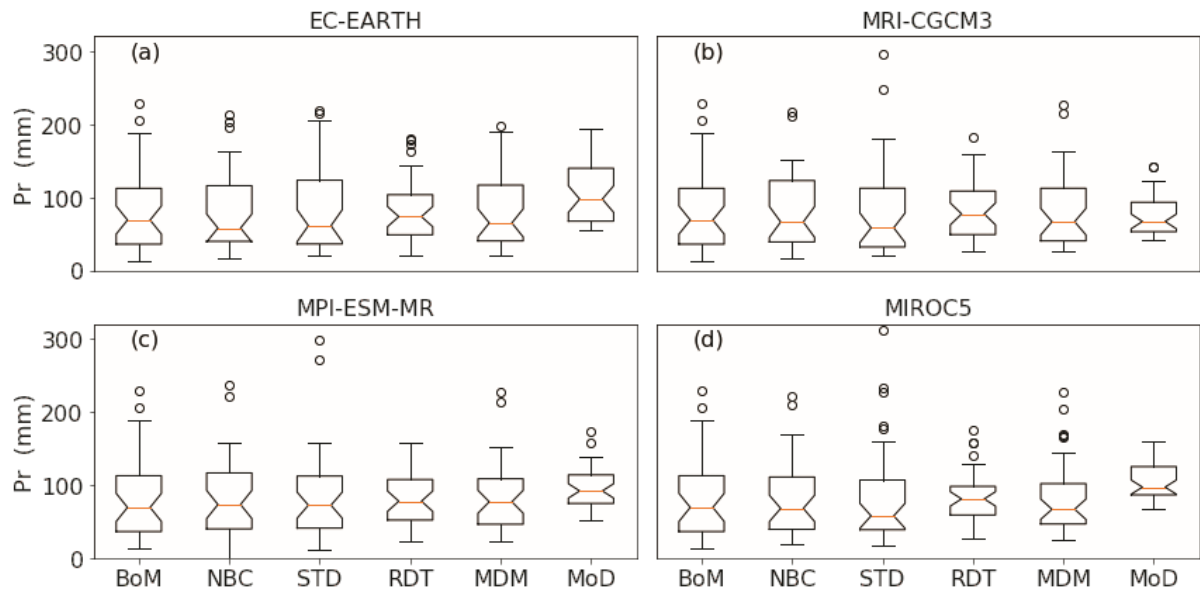 EC-EARTH
MRI-CGCM3
(a)
(b)
Pr (mm)
300
200
100
0
MPI-ESM-MR
MIROC5
(c)
(d)
Pr (mm)
300
200
100
0
BoM NBC STD RDT MDM MoD
BoM NBC STD RDT MDM MoD